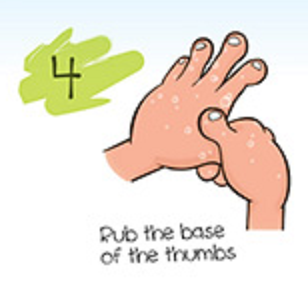 4
Rub the base
of the thumbs